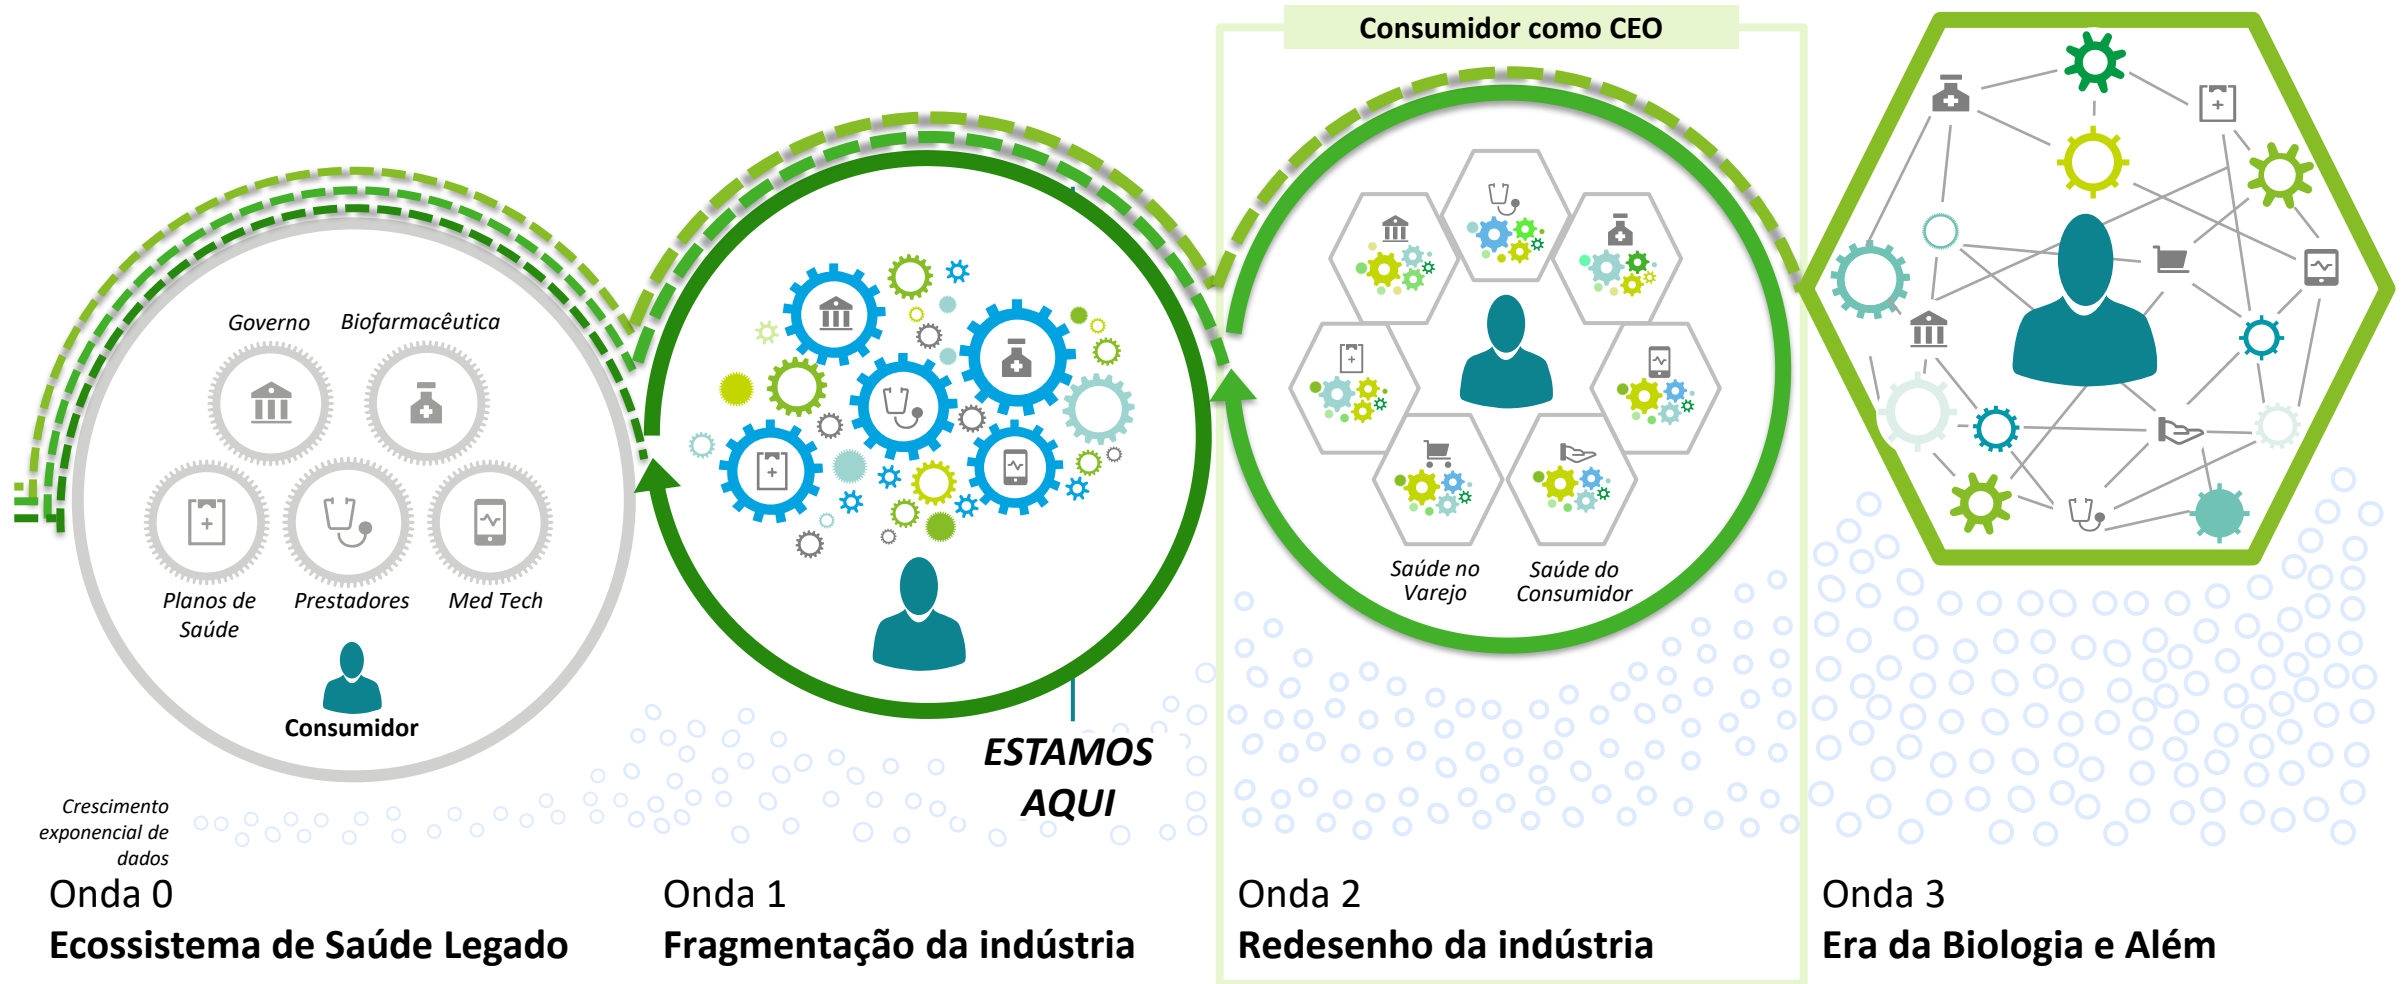 Consumidor como CEO
Governo
Biofarmacêutica
Planos de
Saúde
Prestadores
Med Tech
Consumidor
Saúde no
Varejo
Saúde do
Consumidor
ESTAMOS
AQUI
Crescimento
exponencial de
dados
Onda 0
Ecossistema de Saúde Legado
Onda 1
Fragmentação da indústria
Onda 2
Redesenho da indústria
Onda 3
Era da Biologia e Além